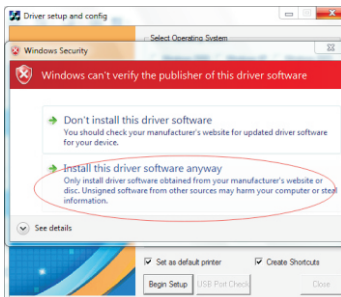 Driver setup and config
Select Operating System
Windows Security
Windows can't verify the publisher of this driver software
Don't install this driver software
You should check your manufacturer's website for updated driver software
for your device.
Install this driver software anyway
Only install driver software obtained from your manufacturer's website or
disc. Unsigned software from other sources may harm your computer or steal
information.
See details
Set as default printer Create Shortcuts
Begin Setup USB Port Check Close